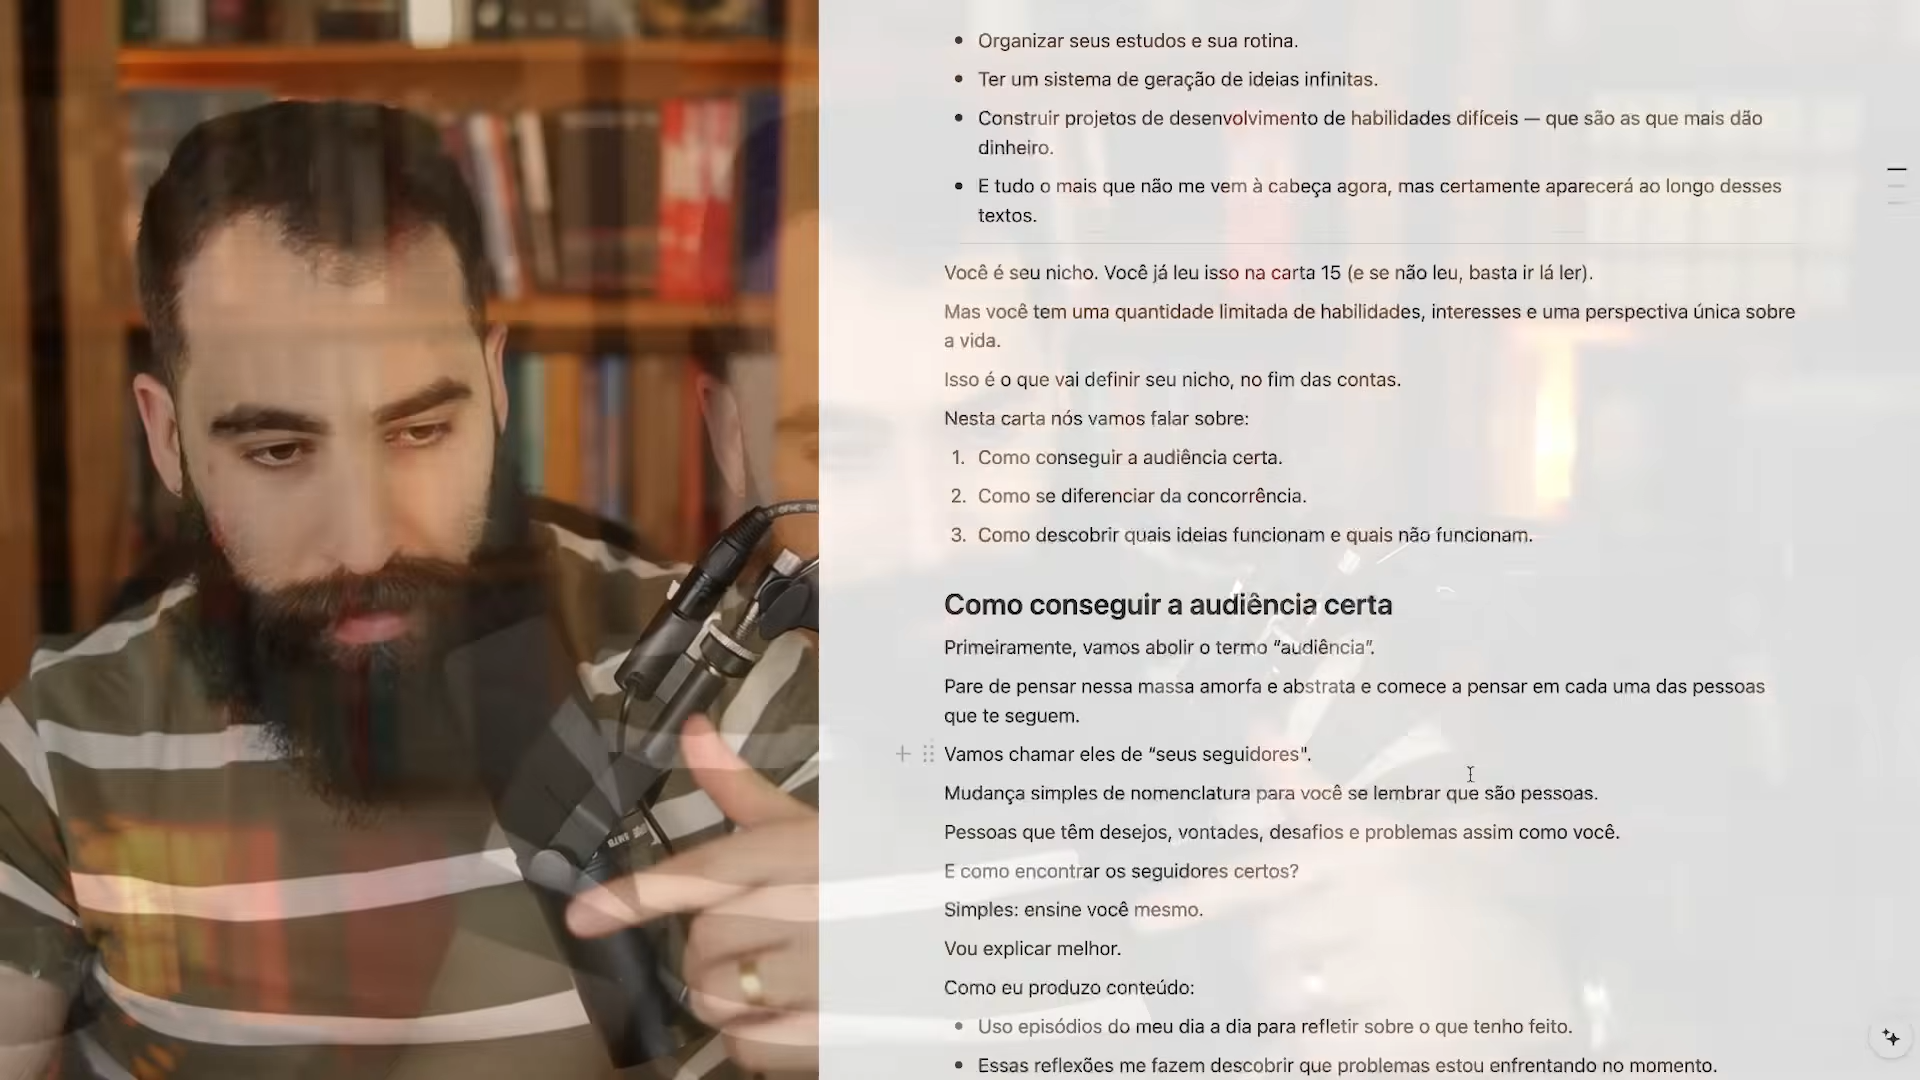 Organizar seus estudos e sua rotina.
Ter um sistema de geração de ideias infinitas.
Construir projetos de desenvolvimento de habilidades difíceis — que são as que mais dão
dinheiro.
E tudo o mais que não me vem à cabeça agora, mas certamente aparecerá ao longo desses
textos.
Você é seu nicho. Você já leu isso na carta 15 (e se não leu, basta ir lá ler).
Mas você tem uma quantidade limitada de habilidades, interesses e uma perspectiva única sobre
a vida.
Isso é o que vai definir seu nicho, no fim das contas.
Nesta carta nós vamos falar sobre:
1. Como conseguir a audiência certa.
2. Como se diferenciar da concorrência.
3. Como descobrir quais ideias funcionam e quais não funcionam.
Como conseguir a audiência certa
Primeiramente, vamos abolir o termo “audiência”.
Pare de pensar nessa massa amorfa e abstrata e comece a pensar em cada uma das pessoas
que te seguem.
Vamos chamar eles de “seus seguidores".
Mudança simples de nomenclatura para você se lembrar que são pessoas.
Pessoas que têm desejos, vontades, desafios e problemas assim como você.
E como encontrar os seguidores certos?
Simples: ensine você mesmo.
Vou explicar melhor.
Como eu produzo conteúdo:
Uso episódios do meu dia a dia para refletir sobre o que tenho feito.
Essas reflexões me fazem descobrir que problemas estou enfrentando no momento.